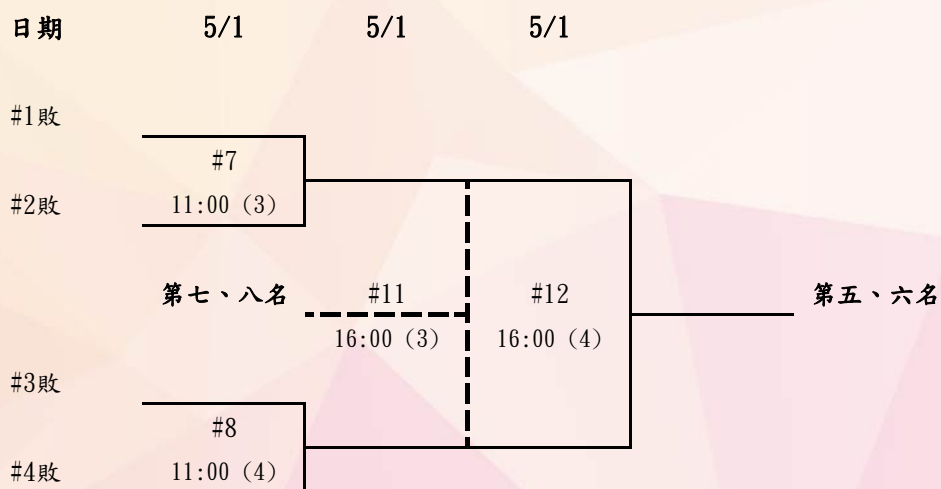 日期 5/1 5/1 5/1
#1敗
#7
#2敗 11:00 (3)
第七、八名 #11 #12 第五、六名
16:00 (3) 16:00 (4)
#3敗
#8
#4敗 11:00 (4)